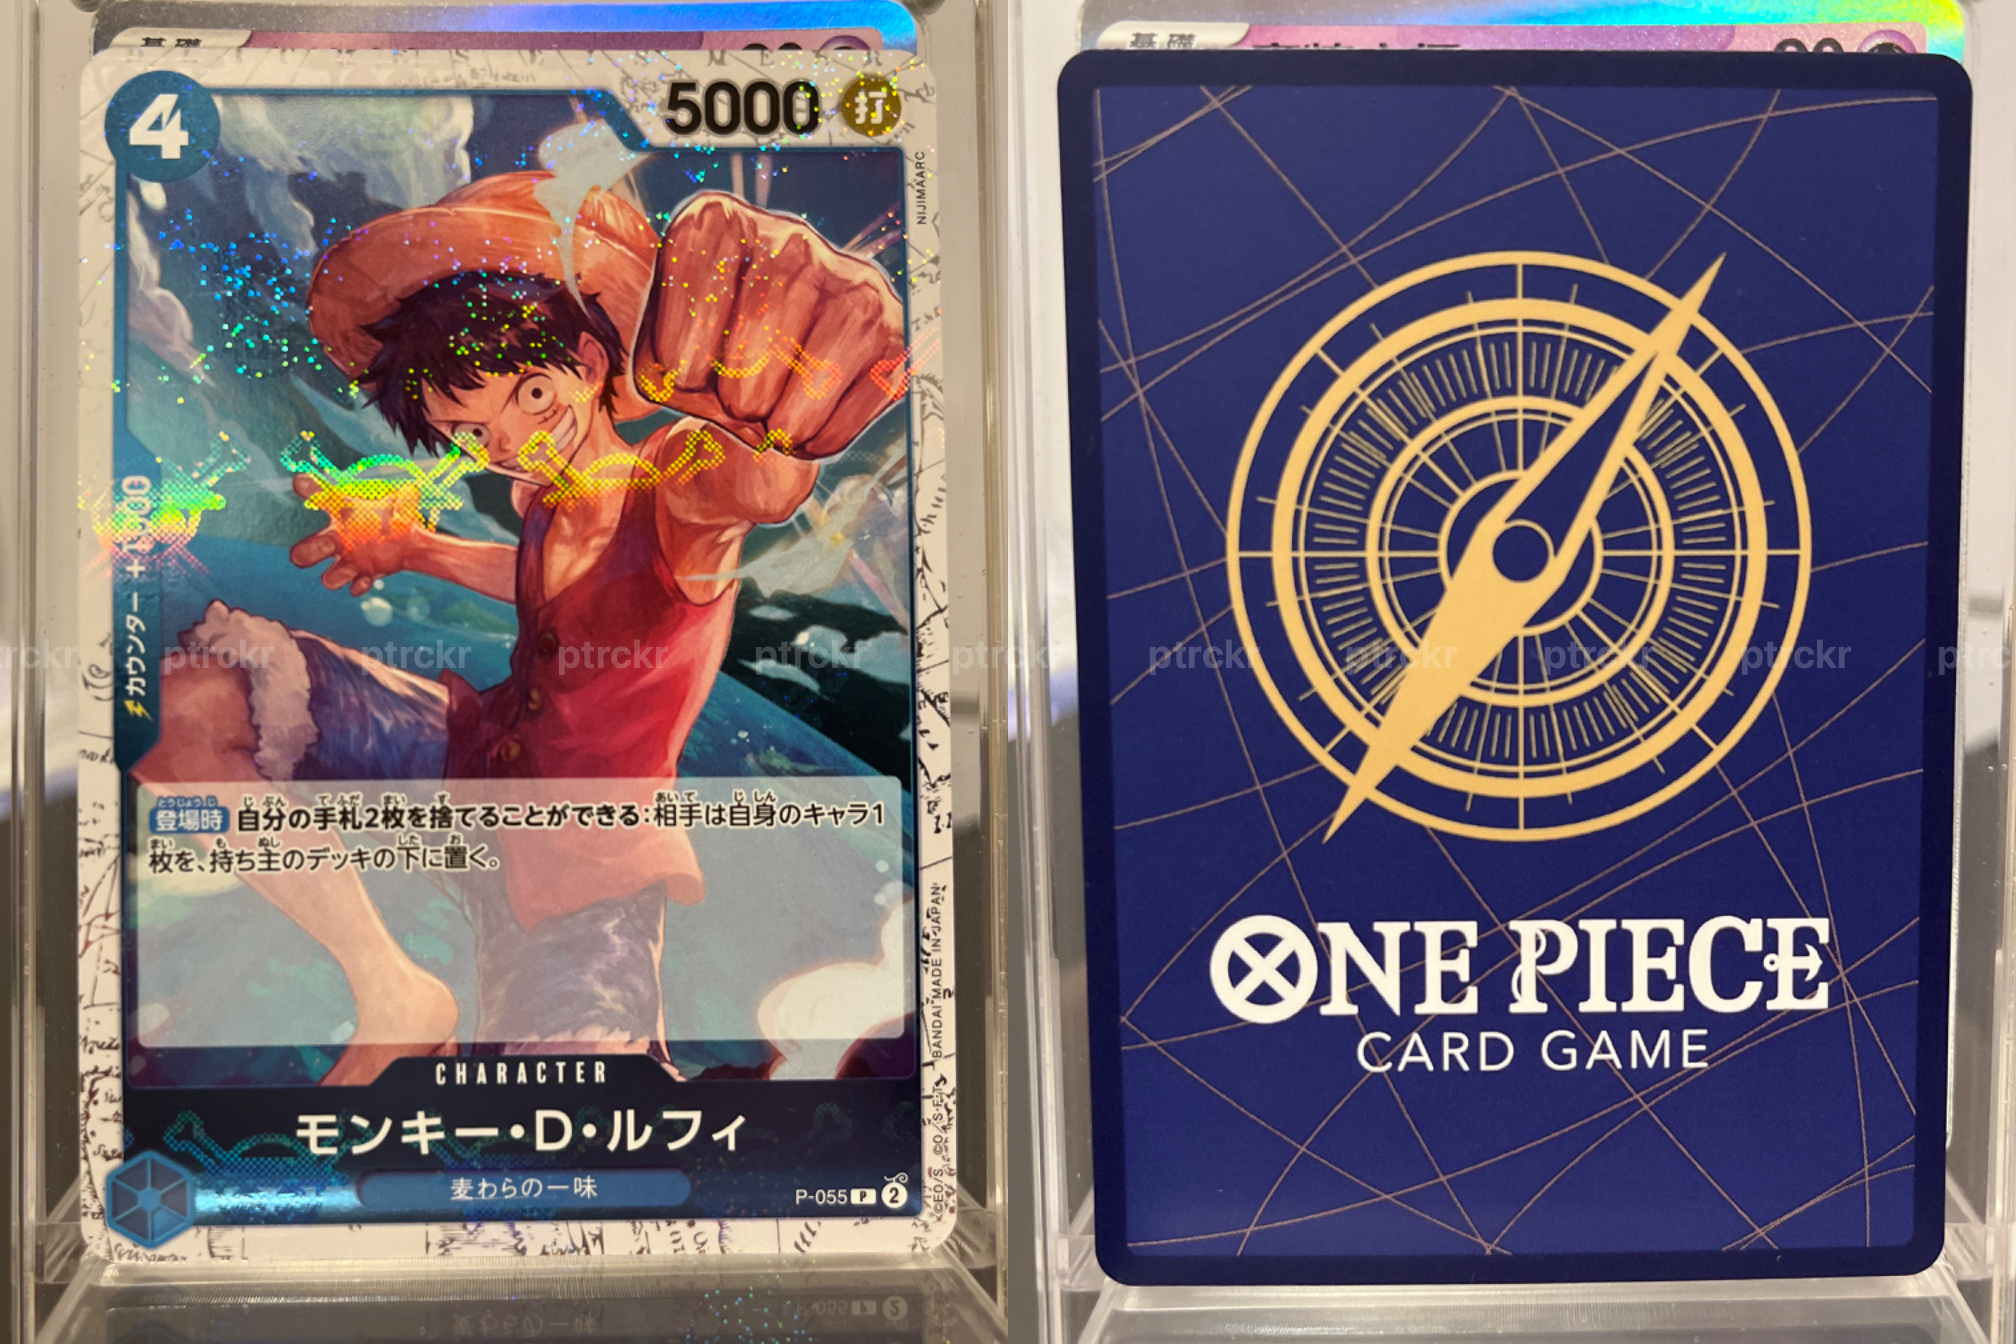 基礎
4
5000 打
NIJIMAARC
カウンター +1000
登場時 自分の手札2枚を捨てることができる:相手は自身のキャラ1
枚を、持ち主のデッキの下に置く。
CHARACTER
モンキー・D・ルフィ
麦わらの一味
P-055 P 2
BANDAI MADE IN JAPAN
基礎
ONE PIECE
CARD GAME
ptrckr ptrckr ptrckr ptrckr ptrckr ptrckr ptrckr ptrckr ptrckr